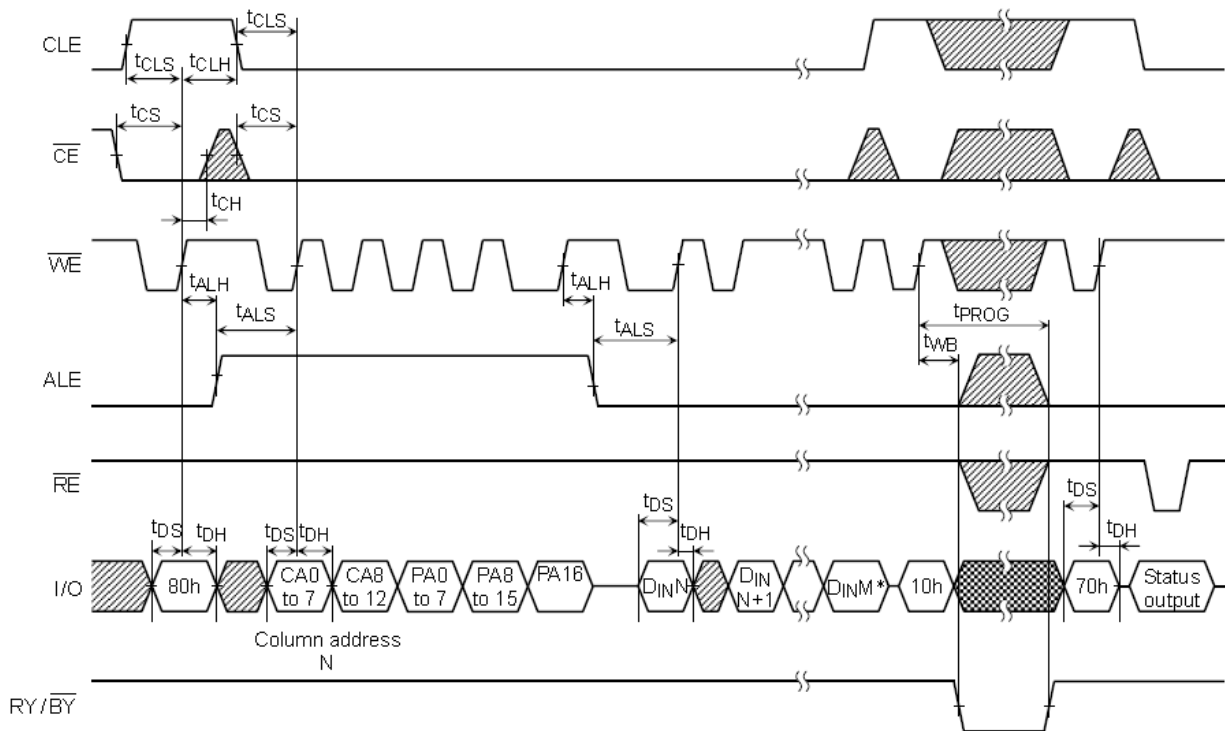 tCLS
CLE
tCLS tCLH
tCS tCS
CE
tCH
WE
tALH tALH
tPROG
tALS tALS
tWB
ALE
RE
tDS tDS
tDS tDH tDS tDH tDH tDH
I/O 80h CA0 to 7 CA8 to 12 PA0 to 7 PA8 to 15 PA16 DINN DIN N+1 DINM* 10h 70h Status output
Column address
N
RY/BY